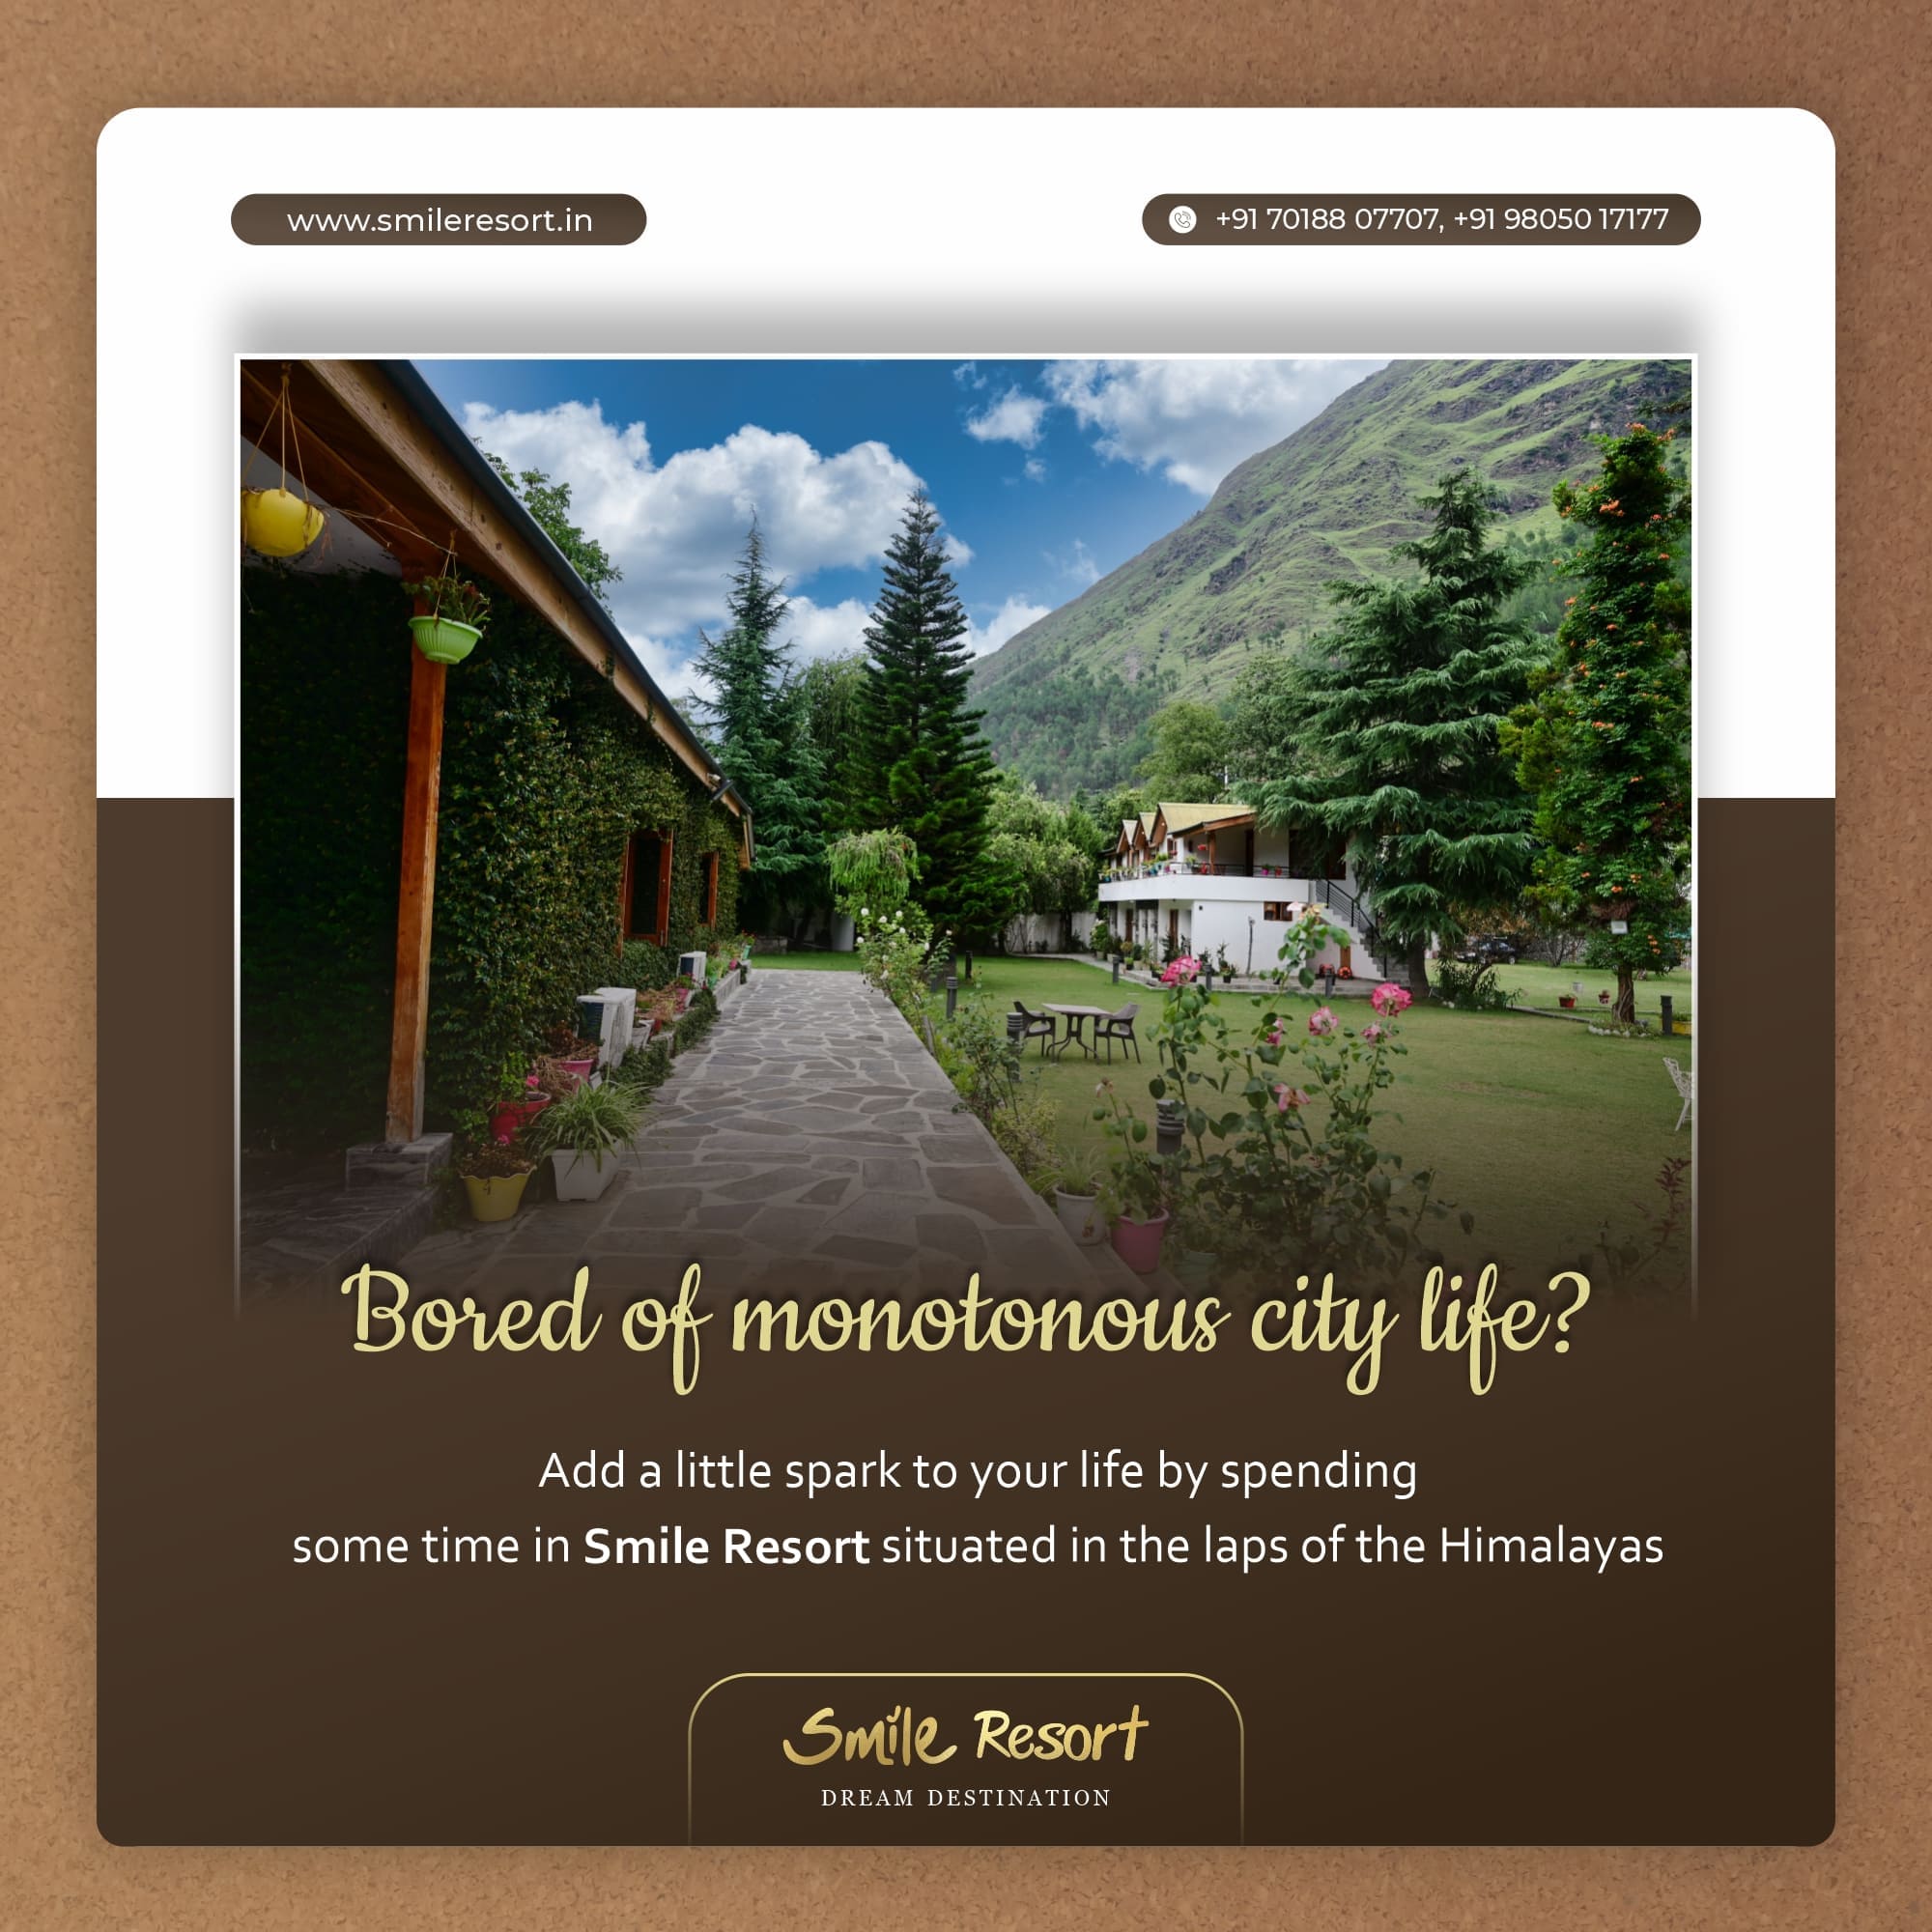 www.smileresort.in
+91 70188 07707, +91 98050 17177
Bored of monotonous city life?
Add a little spark to your life by spending
some time in Smile Resort situated in the laps of the Himalayas
Smile Resort
DREAM DESTINATION